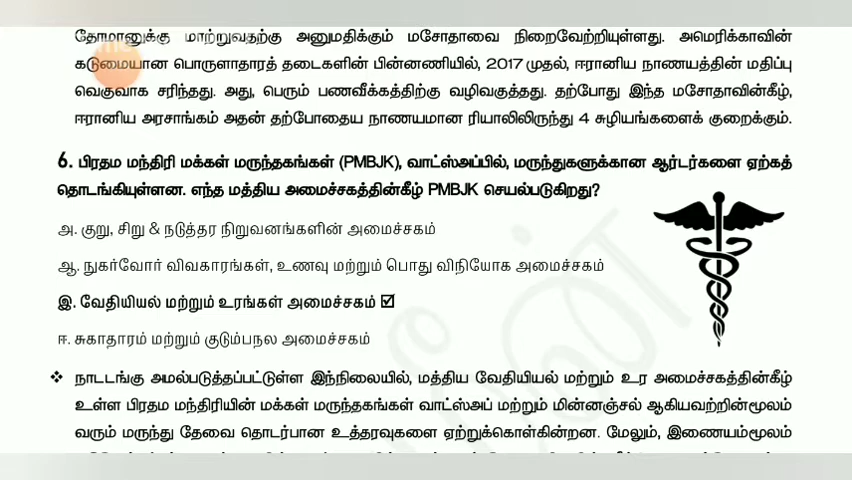 தோமானுக்கு மாற்றுவதற்கு அனுமதிக்கும் மசோதாவை நிறைவேற்றியுள்ளது. அமெரிக்காவின்
கடுமையான பொருளாதாரத் தடைகளின் பின்னணியில், 2017 முதல், ஈரானிய நாணயத்தின் மதிப்பு
வெகுவாக சரிந்தது. அது, பெரும் பணவீக்கத்திற்கு வழிவகுத்தது. தற்போது இந்த மசோதாவின்கீழ்,
ஈரானிய அரசாங்கம் அதன் தற்போதைய நாணயமான ரியாலிலிருந்து 4 சுழியங்களைக் குறைக்கும்.
6. பிரதம மந்திரி மக்கள் மருந்தகங்கள் (PMBJK), வாட்ஸ்அப்பில், மருந்துகளுக்கான ஆர்டர்களை ஏற்கத்
தொடங்கியுள்ளன. எந்த மத்திய அமைச்சகத்தின்கீழ் PMBJK செயல்படுகிறது?
அ. குறு, சிறு & நடுத்தர நிறுவனங்களின் அமைச்சகம்
ஆ. நுகர்வோர் விவகாரங்கள், உணவு மற்றும் பொது விநியோக அமைச்சகம்
இ. வேதியியல் மற்றும் உரங்கள் அமைச்சகம் ☑
ஈ. சுகாதாரம் மற்றும் குடும்பநல அமைச்சகம்
❖ நாடடங்கு அமல்படுத்தப்பட்டுள்ள இந்நிலையில், மத்திய வேதியியல் மற்றும் உர அமைச்சகத்தின்கீழ்
உள்ள பிரதம மந்திரியின் மக்கள் மருந்தகங்கள் வாட்ஸ்அப் மற்றும் மின்னஞ்சல் ஆகியவற்றின்மூலம்
வரும் மருந்து தேவை தொடர்பான உத்தரவுகளை ஏற்றுக்கொள்கின்றன. மேலும், இணையம்மூலம்